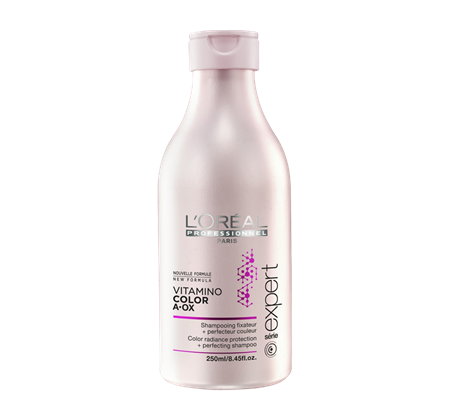 L'ORÉAL
PROFESSIONNEL
PARIS
NOUVELLE FORMULE
NEW FORMULA
VITAMINO
COLOR
A•OX
Shampooing fixateur
+ perfecteur couleur
Color radiance protection
+ perfecting shampoo
250ml/8.45fl.oz.
série expert